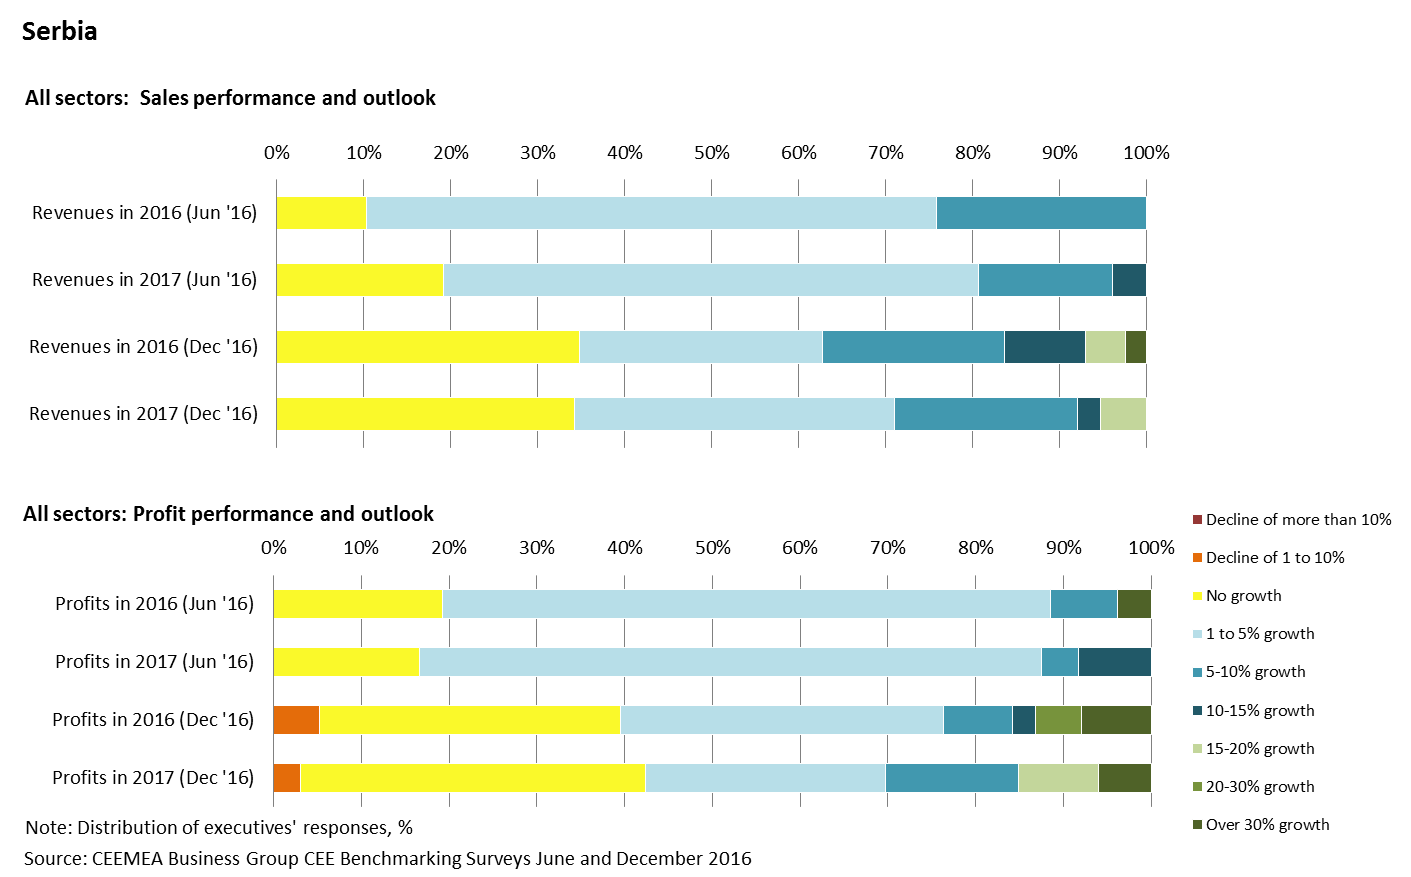 Serbia
All sectors:  Sales performance and outlook
0% 10% 20% 30% 40% 50% 60% 70% 80% 90% 100%
Revenues in 2016 (Jun '16)
Revenues in 2017 (Jun '16)
Revenues in 2016 (Dec '16)
Revenues in 2017 (Dec '16)
All sectors: Profit performance and outlook
0% 10% 20% 30% 40% 50% 60% 70% 80% 90% 100%
Profits in 2016 (Jun '16)
Profits in 2017 (Jun '16)
Profits in 2016 (Dec '16)
Profits in 2017 (Dec '16)
Decline of more than 10%
Decline of 1 to 10%
No growth
1 to 5% growth
5-10% growth
10-15% growth
15-20% growth
20-30% growth
Over 30% growth
Note: Distribution of executives' responses, %
Source: CEEMEA Business Group CEE Benchmarking Surveys June and December 2016